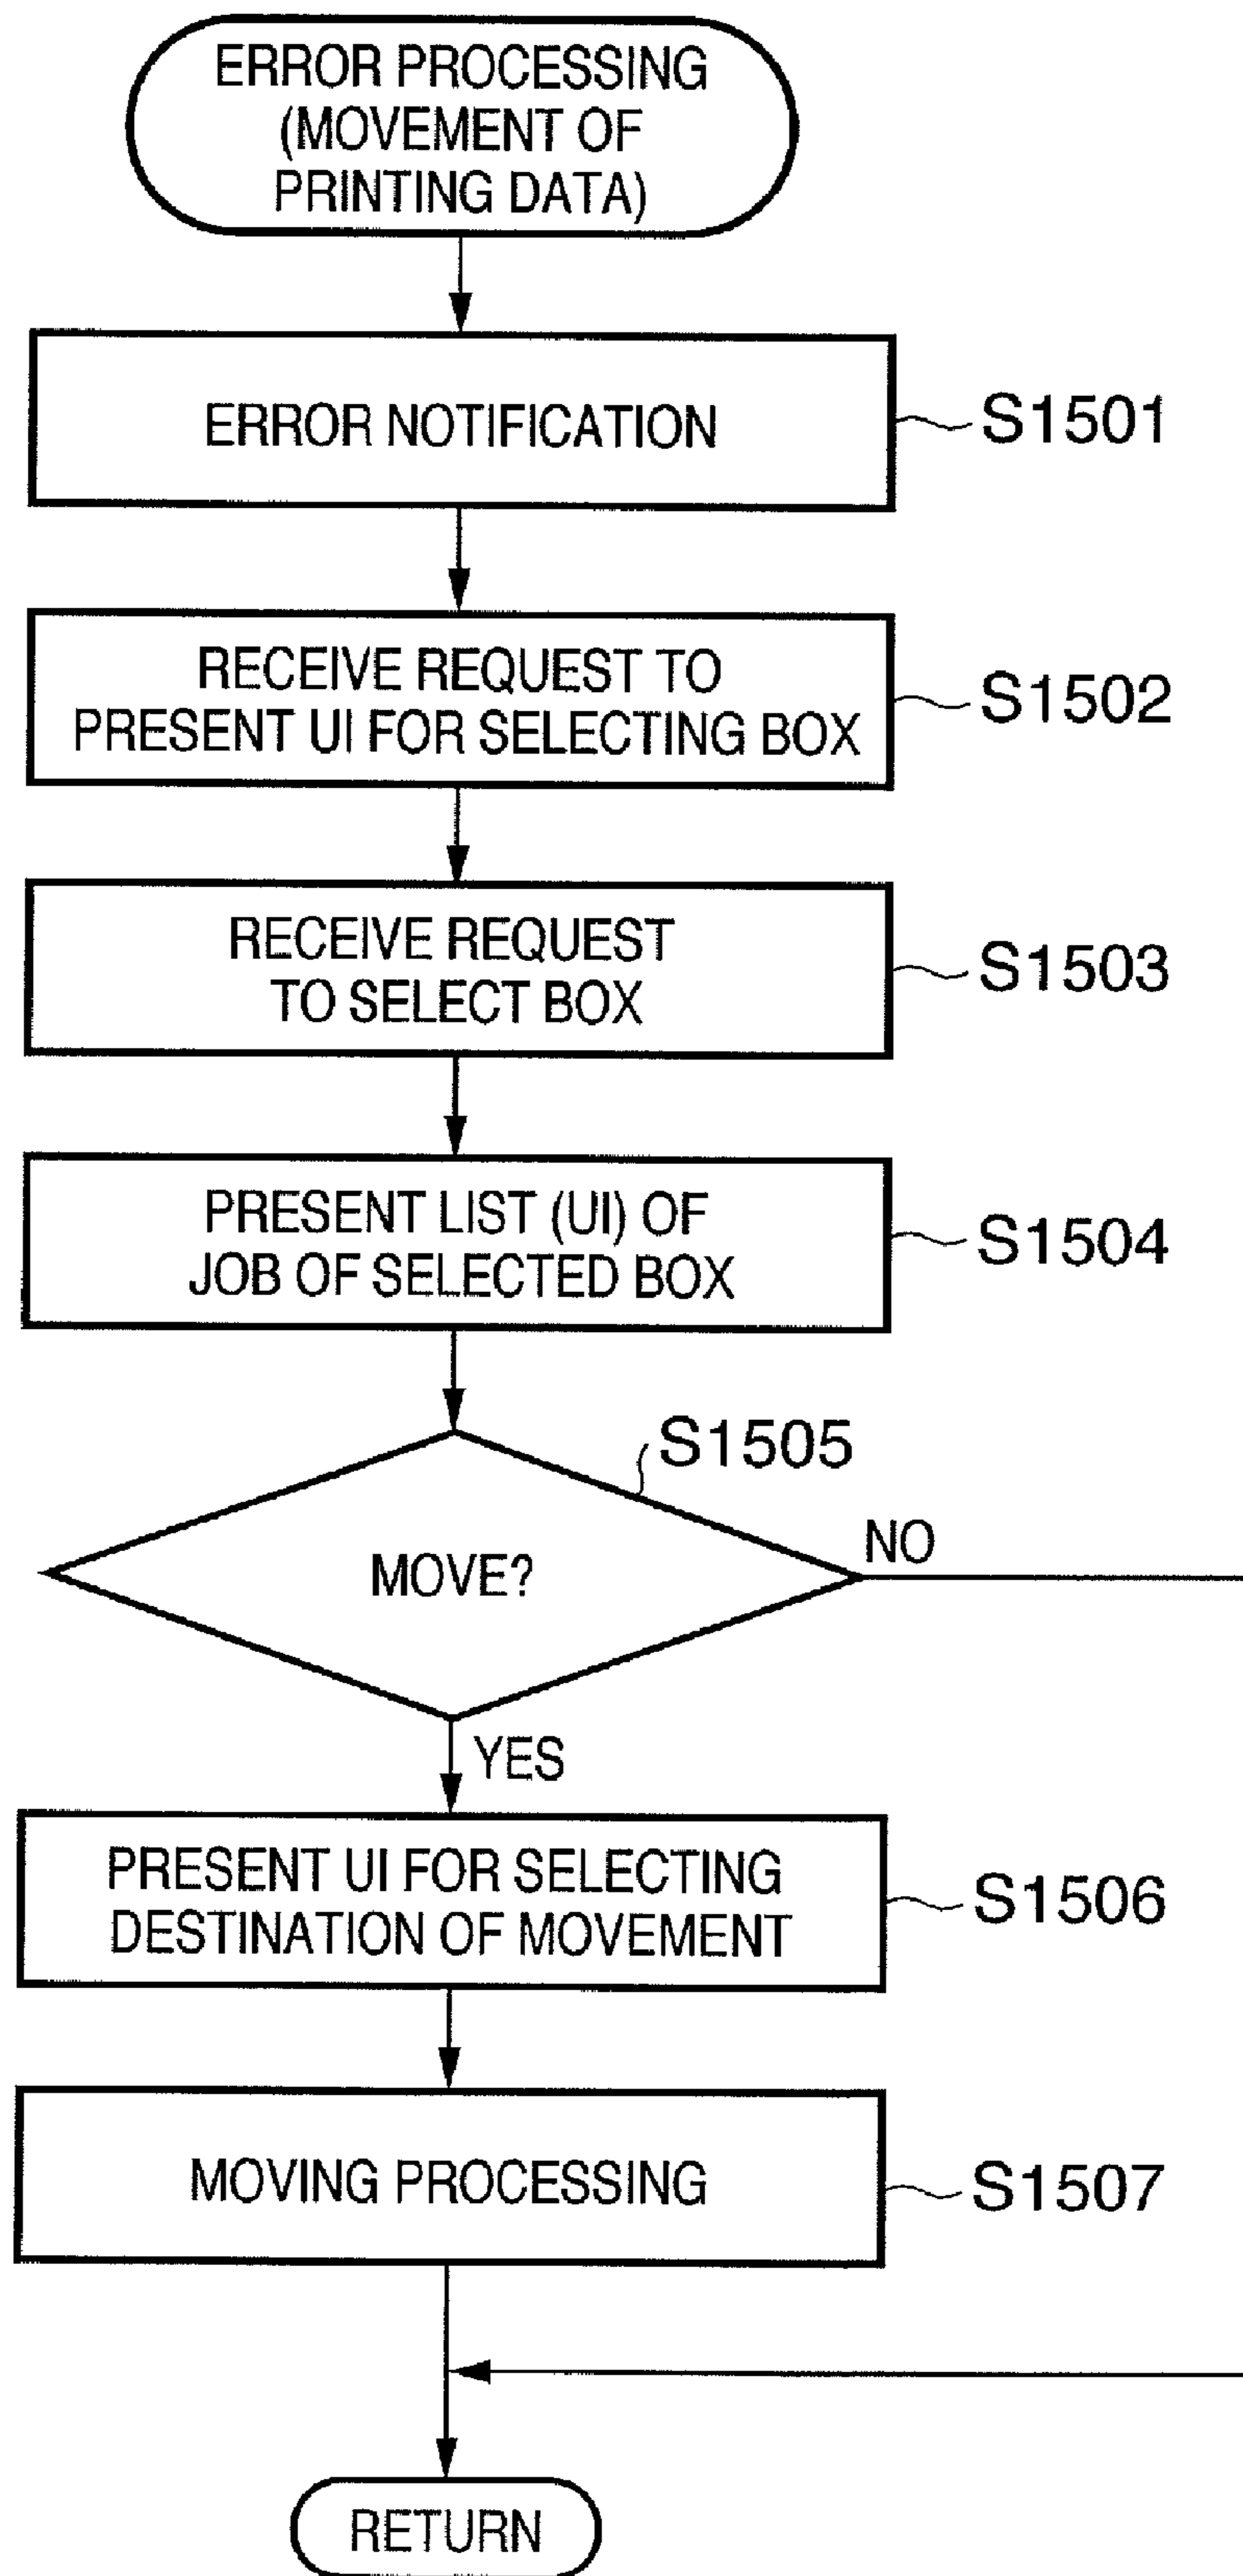 ERROR PROCESSING
(MOVEMENT OF
PRINTING DATA)
ERROR NOTIFICATION
S1501
RECEIVE REQUEST TO
PRESENT UI FOR SELECTING BOX
S1502
RECEIVE REQUEST
TO SELECT BOX
S1503
PRESENT LIST (UI) OF
JOB OF SELECTED BOX
S1504
S1505
MOVE?
NO
YES
PRESENT UI FOR SELECTING
DESTINATION OF MOVEMENT
S1506
MOVING PROCESSING
S1507
RETURN